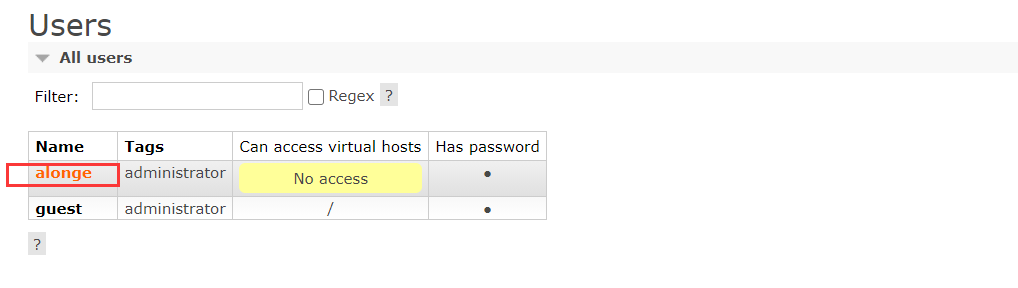 Users
All users
Filter: Regex ?
Name Tags Can access virtual hosts Has password
alonge administrator No access ●
guest administrator / ●
?